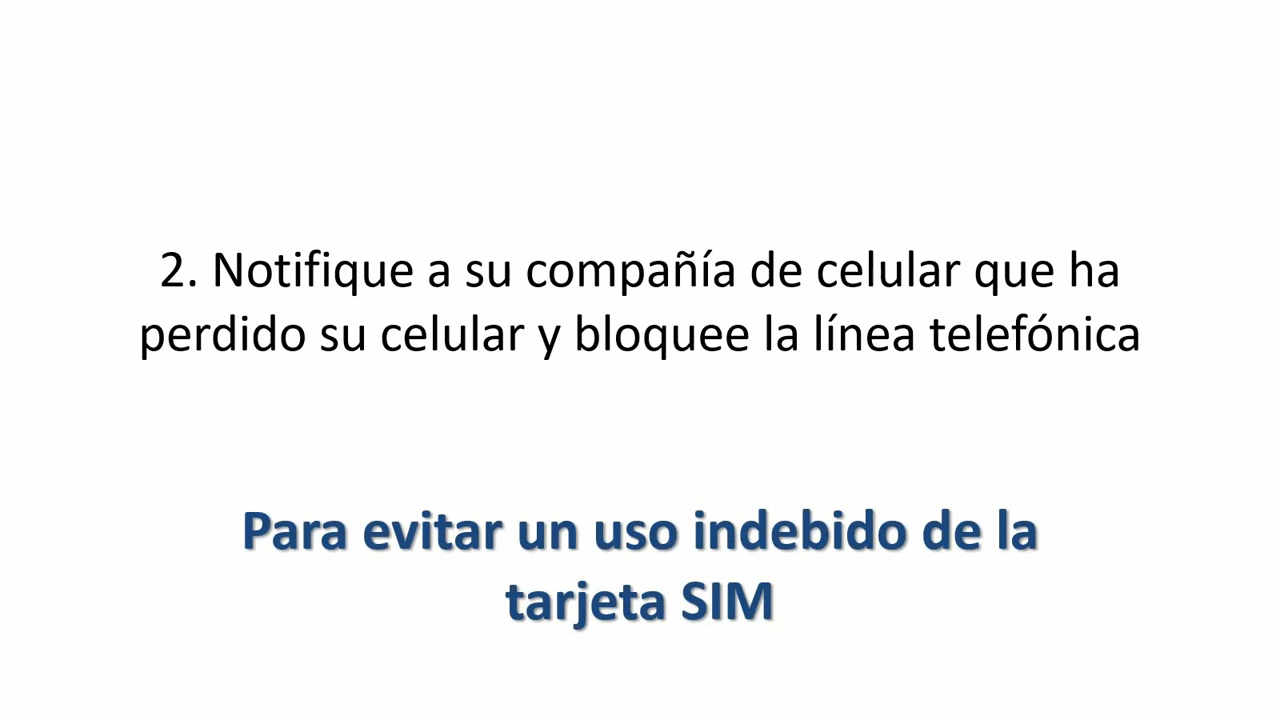 2. Notifique a su compañía de celular que ha
perdido su celular y bloquee la línea telefónica
Para evitar un uso indebido de la
tarjeta SIM